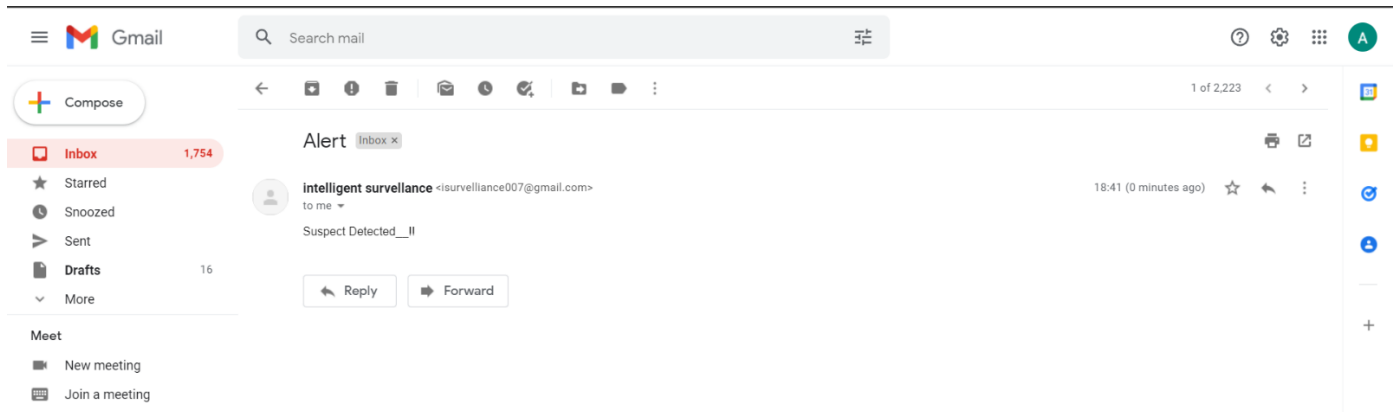 Gmail
Search mail
A
Compose
1 of 2,223
31
Alert Inbox ×
Inbox 1,754
intelligent survellance <isurvelliance007@gmail.com> 18:41 (0 minutes ago)
to me
Starred
Snoozed
Suspect Detected__!!
Sent
Drafts 16
Reply Forward
More
Meet
New meeting
Join a meeting